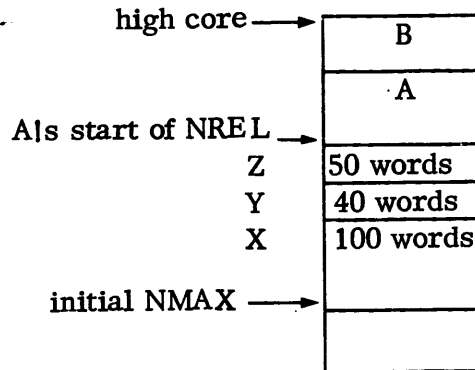 high core
B
A
A's start of NREL
Z 50 words
Y 40 words
X 100 words
initial NMAX